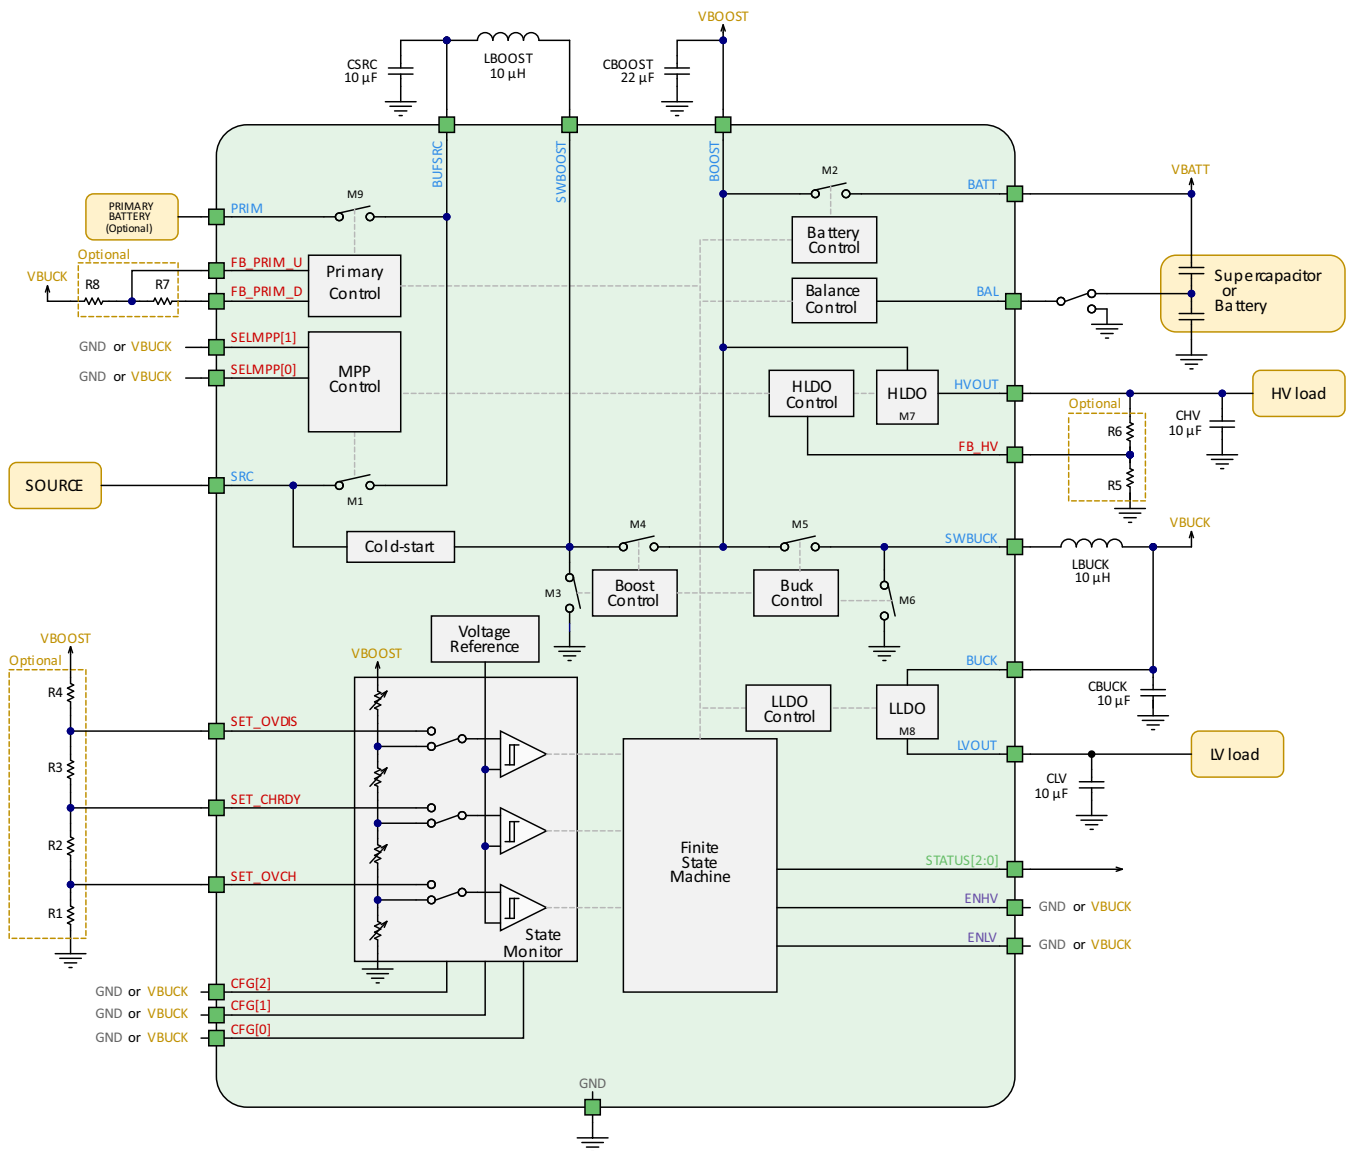 VBOOST
CSRC
10 µF
LBOOST
10 µH
CBOOST
22 µF
BUFSRC
SWBOOST
BOOST
M2
BATT
VBATT
PRIMARY
BATTERY
(Optional)
PRIM
M9
Battery
Control
Optional
VBUCK
R8
R7
FB_PRIM_U
FB_PRIM_D
Primary
Control
Balance
Control
BAL
Supercapacitor
or
Battery
GND or VBUCK
SELMPP[1]
GND or VBUCK
SELMPP[0]
MPP
Control
HLDO
Control
HLDO
M7
HVOUT
HV load
Optional
R6
R5
CHV
10 µF
FB_HV
SOURCE
SRC
M1
Cold-start
M4
M5
SWBUCK
VBUCK
LBUCK
10 µH
M3
Boost
Control
Buck
Control
M6
Voltage
Reference
VBOOST
VBOOST
Optional
R4
R3
R2
R1
BUCK
CBUCK
10 µF
LLDO
Control
LLDO
M8
LVOUT
LV load
CLV
10 µF
SET_OVDIS
SET_CHRDY
SET_OVCH
State
Monitor
Finite
State
Machine
STATUS[2:0]
ENHV
GND or VBUCK
ENLV
GND or VBUCK
GND or VBUCK
CFG[2]
GND or VBUCK
CFG[1]
GND or VBUCK
CFG[0]
GND